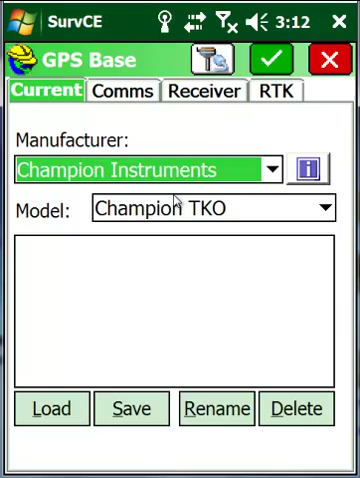 SurvCE 3:12
GPS Base
Current Comms Receiver RTK
Manufacturer:
Champion Instruments
Model: Champion TKO
Load Save Rename Delete